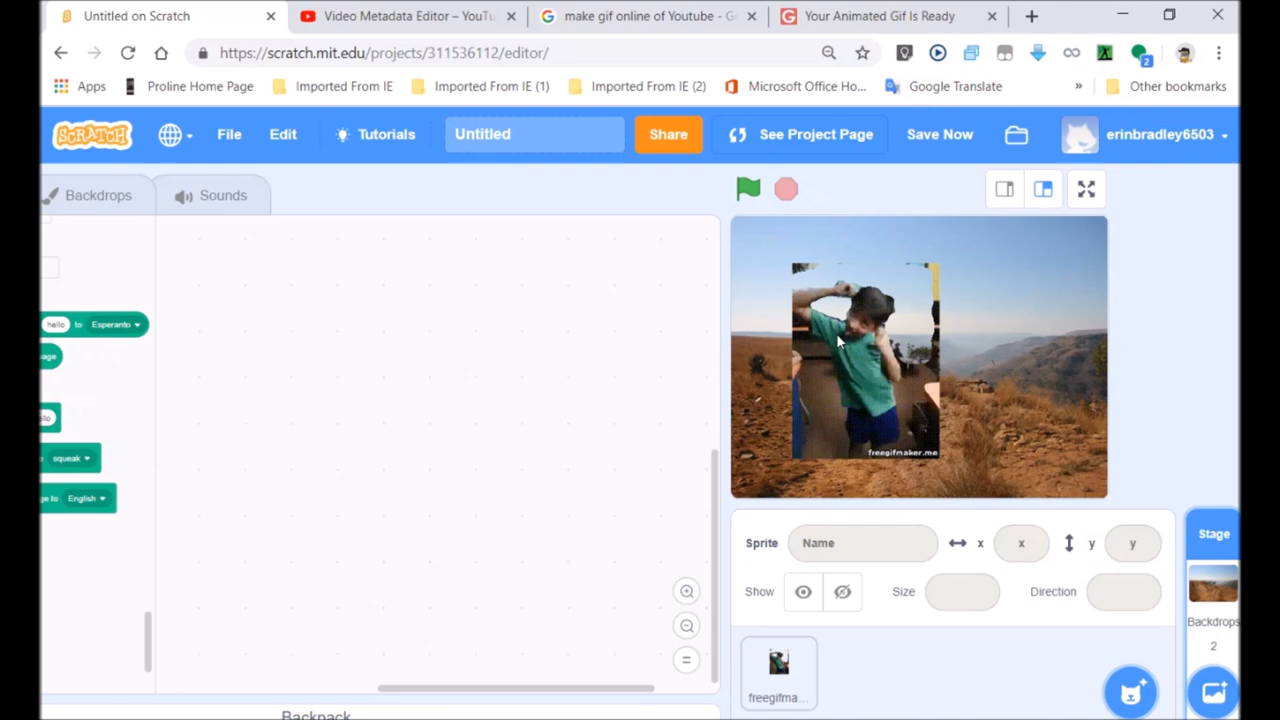 Untitled on Scratch
Video Metadata Editor – YouTu
make gif online of Youtube - G
Your Animated Gif Is Ready
https://scratch.mit.edu/projects/311536112/editor/
2
Apps
Proline Home Page
Imported From IE
Imported From IE (1)
Imported From IE (2)
Microsoft Office Ho...
Google Translate
»
Other bookmarks
SCRATCH
File
Edit
Tutorials
Untitled
Share
See Project Page
Save Now
erinbradley6503
Backdrops
Sounds
hello to Esperanto
squeak
English
freegifmaker.me
Sprite
Name
x
x
y
y
Show
Size
Direction
freegifma...
Stage
Backdrops
2
Backpack